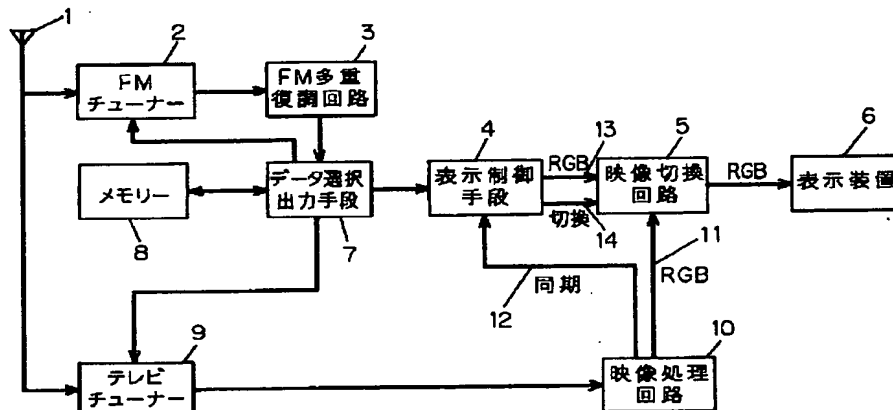 1
2
3
FM
チューナー
FM多重
復調回路
4
13
5
6
RGB
RGB
メモリー
データ選択
出力手段
表示制御
手段
映像切換
回路
表示装置
8
7
切換
14
11
12
同期
RGB
9
10
テレビ
チューナー
映像処理
回路